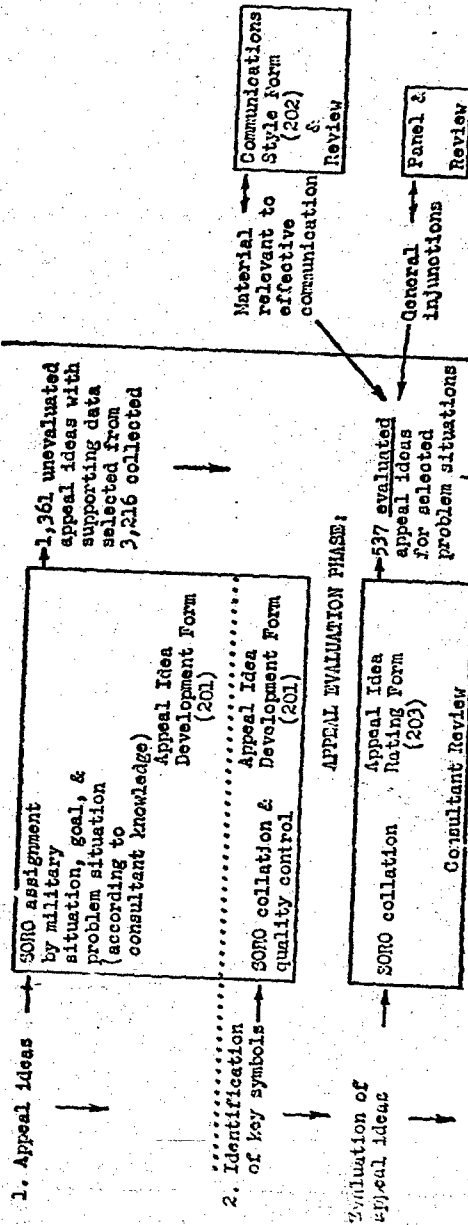 1. Appeal ideas
SORO assignment
by military
situation, goal, &
problem situation
(according to
consultant knowledge)
Appeal Idea
Development Form
(201)
1,361 unevaluated
appeal ideas with
supporting data
selected from
3,216 collected
2. Identification
of key symbols
SORO collation &
quality control
Appeal Idea
Development Form
(201)
Material
relevant to
effective
communication
Communications
Style Form
(202)
&
Review
APPEAL EVALUATION PHASE:
Evaluation of
appeal ideas
SORO collation
Appeal Idea
Rating Form
(203)
Consultant Review
537 evaluated
appeal ideas
for selected
problem situations
General
injunctions
Panel &
Review